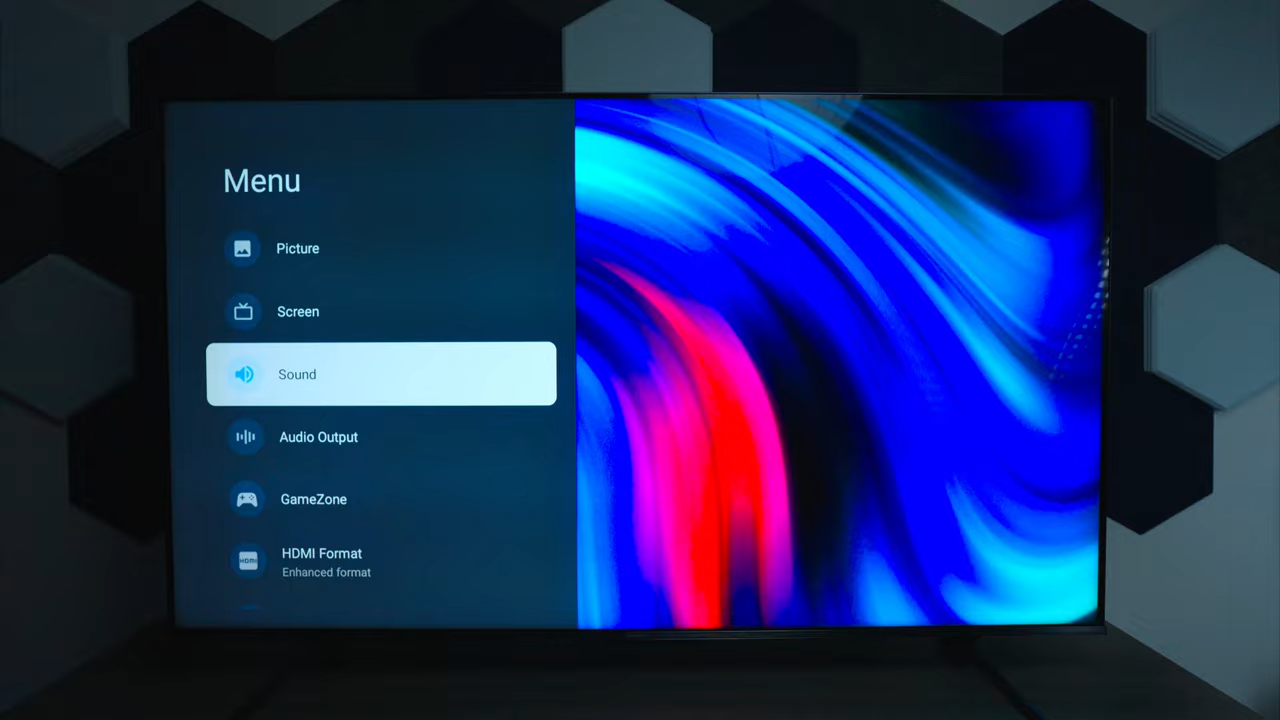 Menu
Picture
Screen
Sound
Audio Output
GameZone
HDMI Format
Enhanced format